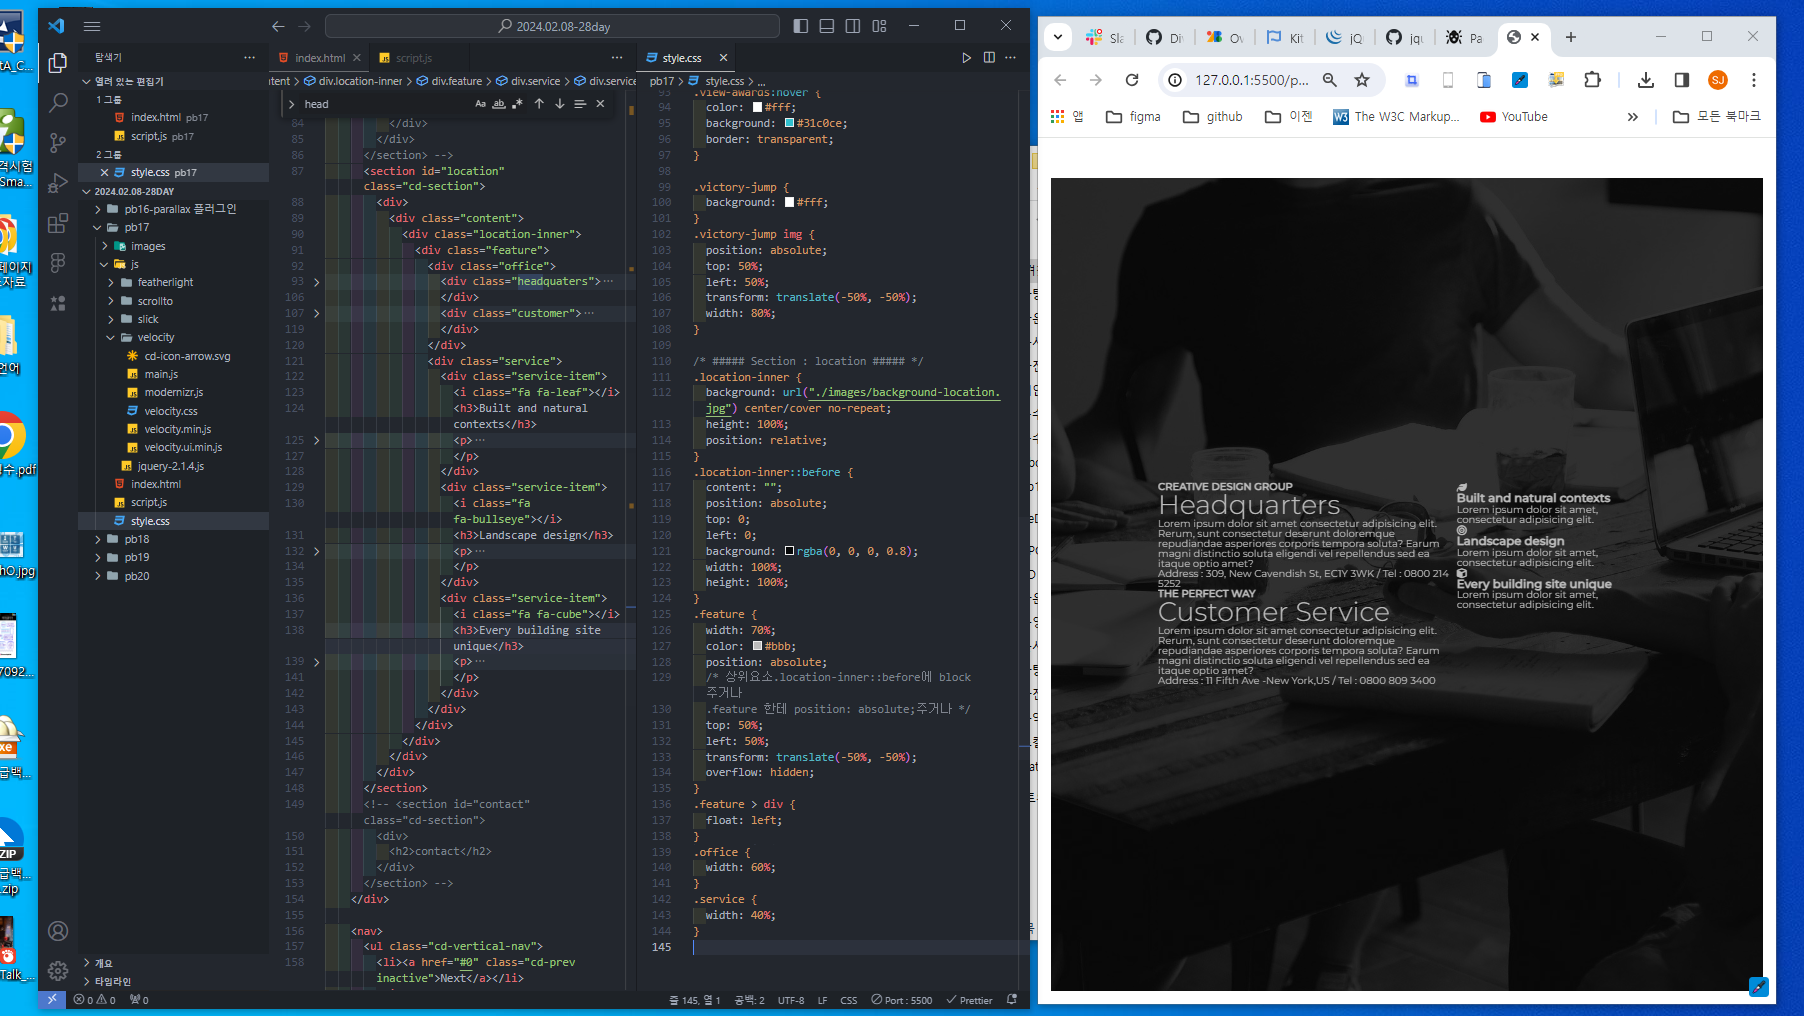 2024.02.08-28day
탐색기
열려 있는 편집기
1 그룹
index.html pb17
script.js pb17
2 그룹
style.css pb17
2024.02.08-28DAY
pb16-parallax 플러그인
pb17
images
js
featherlight
scrollto
slick
velocity
cd-icon-arrow.svg
main.js
modernizr.js
velocity.css
velocity.min.js
velocity.ui.min.js
jquery-2.1.4.js
index.html
script.js
style.css
pb18
pb19
pb20
개요
타임라인
index.html
script.js
div.location-inner
div.feature
div.service
div.service
head
84 </div>
85 </div>
86 </section> -->
87 <section id="location"
class="cd-section">
88 <div>
89 <div class="content">
90 <div class="location-inner">
91 <div class="feature">
92 <div class="office">
93 <div class="headquaters">…
106 </div>
107 <div class="customer">…
119 </div>
120 </div>
121 <div class="service">
122 <div class="service-item">
123 <i class="fa fa-leaf"></i>
124 <h3>Built and natural
contexts</h3>
125 <p>…
127 </p>
128 </div>
129 <div class="service-item">
130 <i class="fa
fa-bullseye"></i>
131 <h3>Landscape design</h3>
132 <p>…
134 </p>
135 </div>
136 <div class="service-item">
137 <i class="fa fa-cube"></i>
138 <h3>Every building site
unique</h3>
139 <p>…
141 </p>
142 </div>
143 </div>
144 </div>
145 </div>
146 </div>
147 </div>
148 </section>
149 <!-- <section id="contact"
class="cd-section">
150 <div>
151 <h2>contact</h2>
152 </div>
153 </section> -->
154 </div>
155
156 <nav>
157 <ul class="cd-vertical-nav">
158 <li><a href="#0" class="cd-prev
inactive">Next</a></li>
style.css
pb17 > style.css > ...
93 .view-awards:hover {
94 color: #fff;
95 background: #31c0ce;
96 border: transparent;
97 }
98
99 .victory-jump {
100 background: #fff;
101 }
102 .victory-jump img {
103 position: absolute;
104 top: 50%;
105 left: 50%;
106 transform: translate(-50%, -50%);
107 width: 80%;
108 }
109
110 /* ##### Section : location ##### */
111 .location-inner {
112 background: url("./images/background-location.
jpg") center/cover no-repeat;
113 height: 100%;
114 position: relative;
115 }
116 .location-inner::before {
117 content: "";
118 position: absolute;
119 top: 0;
120 left: 0;
121 background: rgba(0, 0, 0, 0.8);
122 width: 100%;
123 height: 100%;
124 }
125 .feature {
126 width: 70%;
127 color: #bbb;
128 position: absolute;
129 /* 상위요소.location-inner::before에 block
주거나
130 .feature 한테 position: absolute;주거나 */
131 top: 50%;
132 left: 50%;
133 transform: translate(-50%, -50%);
134 overflow: hidden;
135 }
136 .feature > div {
137 float: left;
138 }
139 .office {
140 width: 60%;
141 }
142 .service {
143 width: 40%;
144 }
145
0 0 0
줄 145, 열 1 공백: 2 UTF-8 LF CSS Port : 5500 Prettier
Sla Di Ov Kit jQ jqu Pa
127.0.0.1:5500/p...
SJ
앱 figma github 이젠 The W3C Markup... YouTube 모든 북마크
CREATIVE DESIGN GROUP
Headquarters
Lorem ipsum dolor sit amet consectetur adipisicing elit.
Rerum, sunt consectetur deserunt doloremque
repudiandae asperiores corporis tempora soluta? Earum
magni distinctio soluta eligendi vel repellendus sed ea
itaque optio amet?
Address : 309, New Cavendish St, EC1Y 3WK / Tel : 0800 214
5252
THE PERFECT WAY
Customer Service
Lorem ipsum dolor sit amet consectetur adipisicing elit.
Rerum, sunt consectetur deserunt doloremque
repudiandae asperiores corporis tempora soluta? Earum
magni distinctio soluta eligendi vel repellendus sed ea
itaque optio amet?
Address : 11 Fifth Ave -New York,US / Tel : 0800 809 3400
Built and natural contexts
Lorem ipsum dolor sit amet,
consectetur adipisicing elit.
Landscape design
Lorem ipsum dolor sit amet,
consectetur adipisicing elit.
Every building site unique
Lorem ipsum dolor sit amet,
consectetur adipisicing elit.